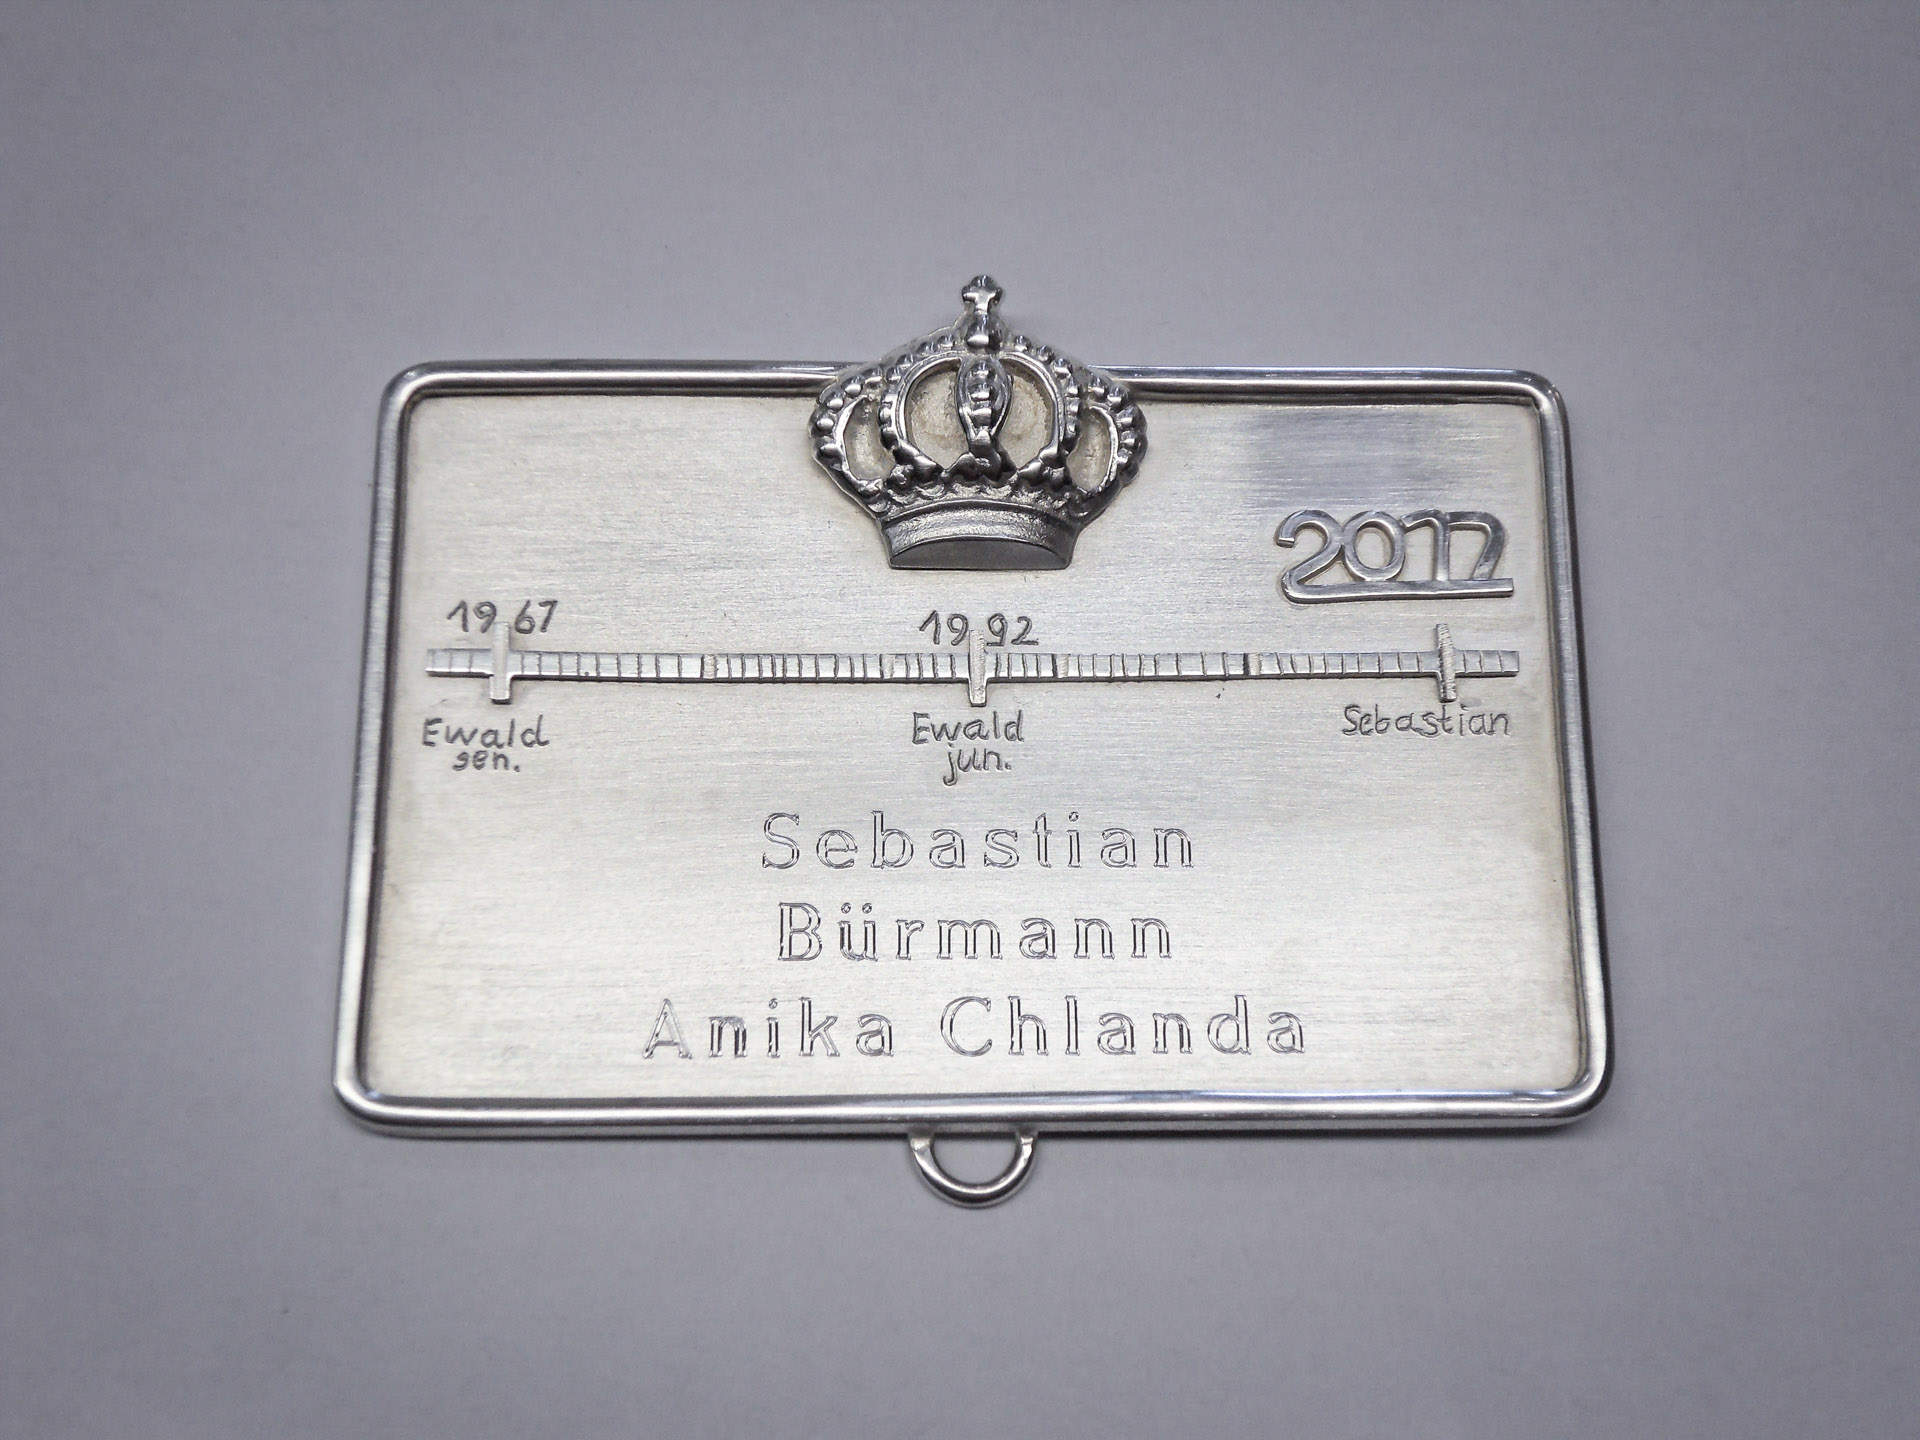 2017
1967 1992
Ewald sen.
Ewald jun.
Sebastian
Sebastian
Bürmann
Anika Chlanda